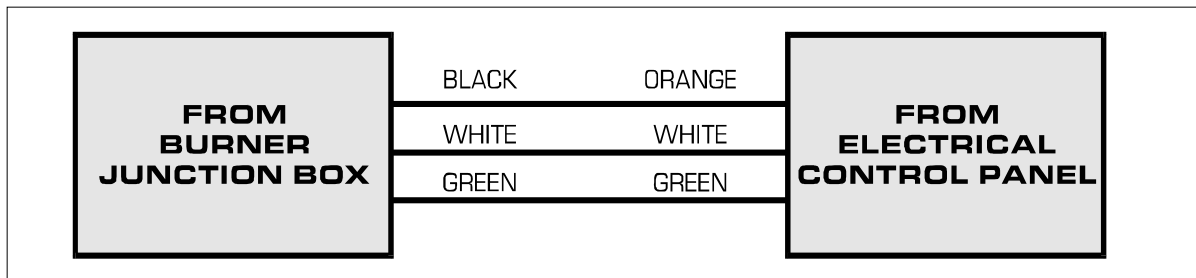 FROM
BURNER
JUNCTION BOX
BLACK ORANGE
WHITE WHITE
GREEN GREEN
FROM
ELECTRICAL
CONTROL PANEL